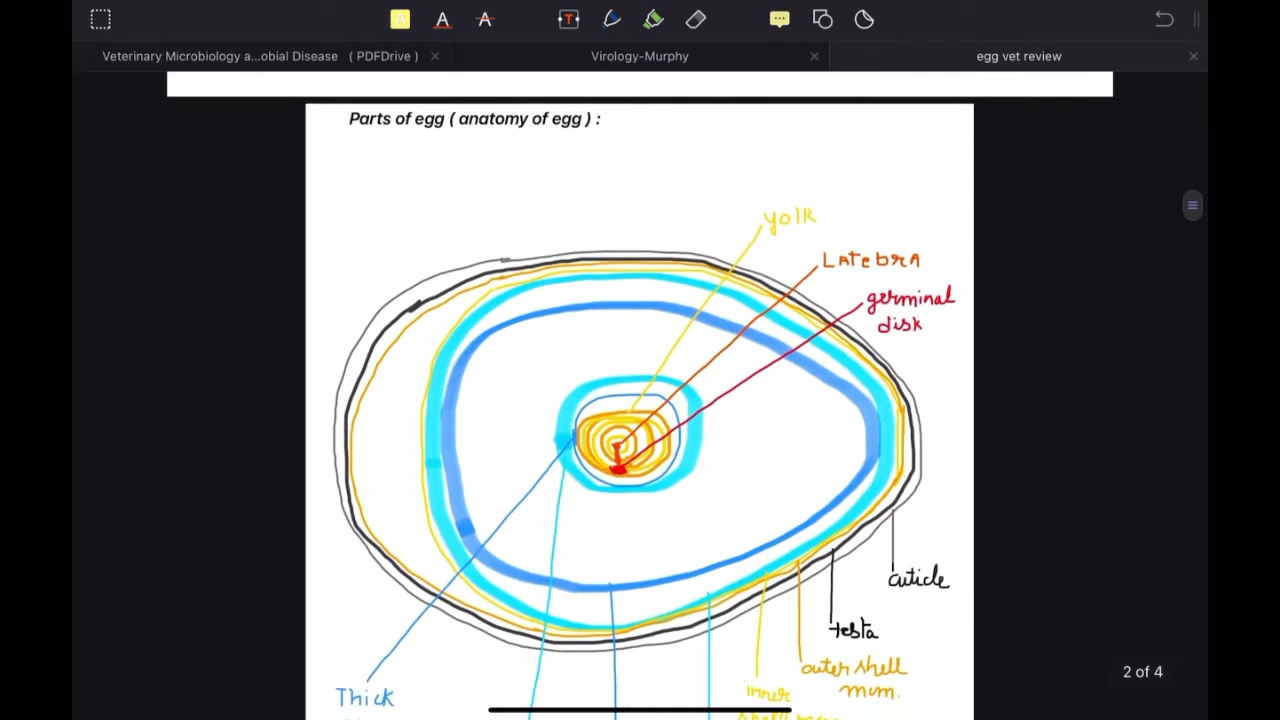 A A A T
Veterinary Microbiology a...obial Disease ( PDFDrive ) × Virology-Murphy × egg vet review ×
Parts of egg ( anatomy of egg ) :
yolk
LAtebrA
germinal
disk
cuticle
testa
outer shell
mem.
inner
Thick
2 of 4